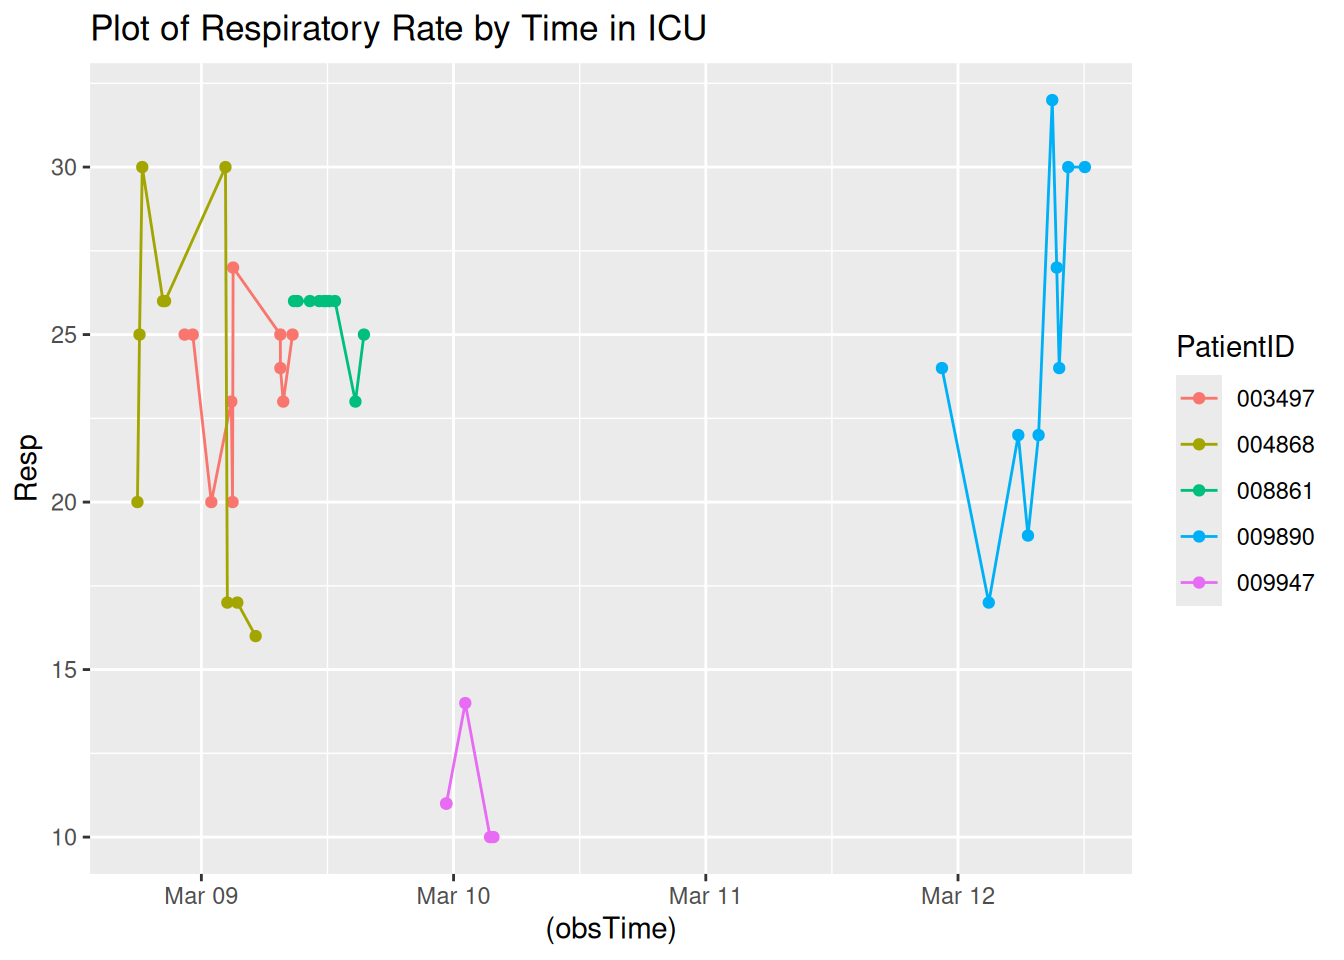 Plot of Respiratory Rate by Time in ICU
Resp
30
25
20
15
10
Mar 09
Mar 10
Mar 11
Mar 12
(obsTime)
PatientID
003497
004868
008861
009890
009947